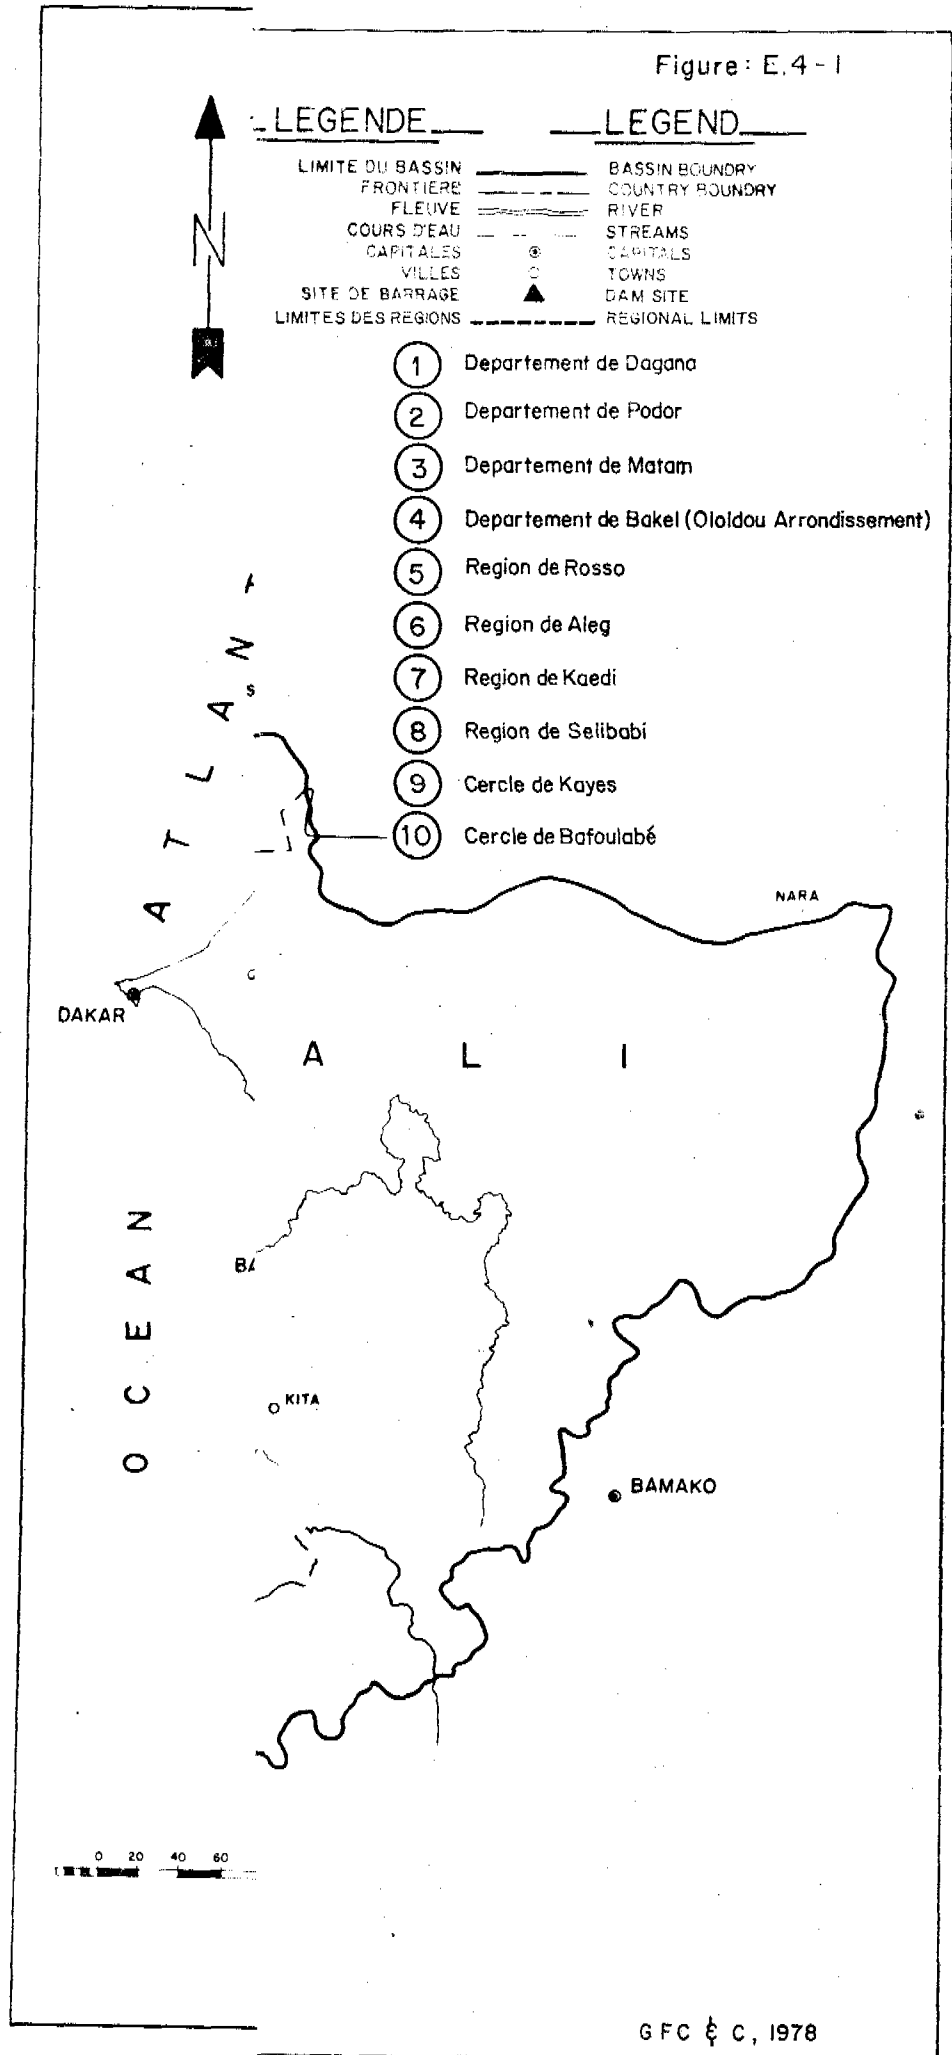 Figure: E.4-1
LEGENDE LEGEND
LIMITE DU BASSIN BASSIN BOUNDRY
FRONTIERE COUNTRY BOUNDRY
FLEUVE RIVER
COURS D'EAU STREAMS
CAPITALES CAPITALS
VILLES TOWNS
SITE DE BARRAGE DAM SITE
LIMITES DES REGIONS REGIONAL LIMITS
N
1 Departement de Dagana
2 Departement de Podor
3 Departement de Matam
4 Departement de Bakel (Ololdou Arrondissement)
5 Region de Rosso
6 Region de Aleg
7 Region de Kaedi
8 Region de Selibabi
9 Cercle de Kayes
10 Cercle de Bafoulabé
ATLAN
S
NARA
DAKAR
A L I
OCEAN
BA
KITA
BAMAKO
0 20 40 60
GFC & C, 1978